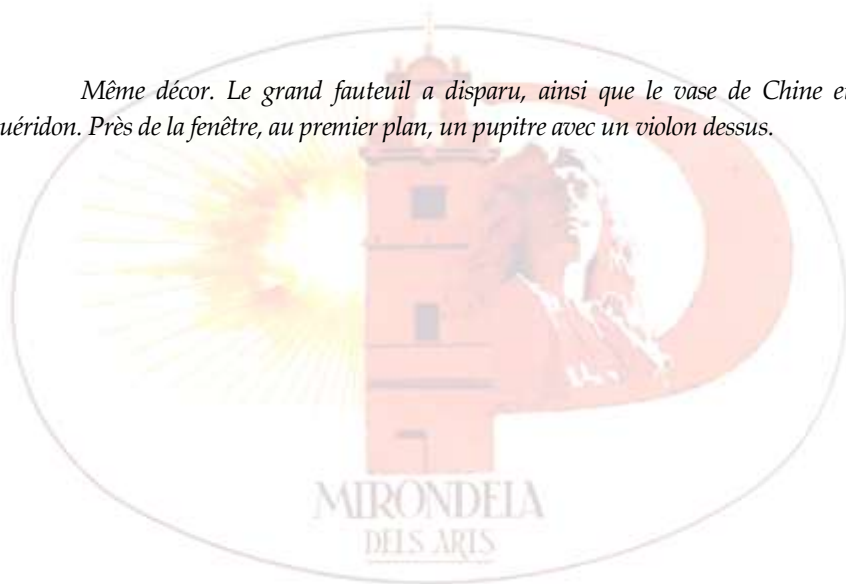 Même décor. Le grand fauteuil a disparu, ainsi que le vase de Chine et
uéridon. Près de la fenêtre, au premier plan, un pupitre avec un violon dessus.
MIRONDELA
DELS ARTS